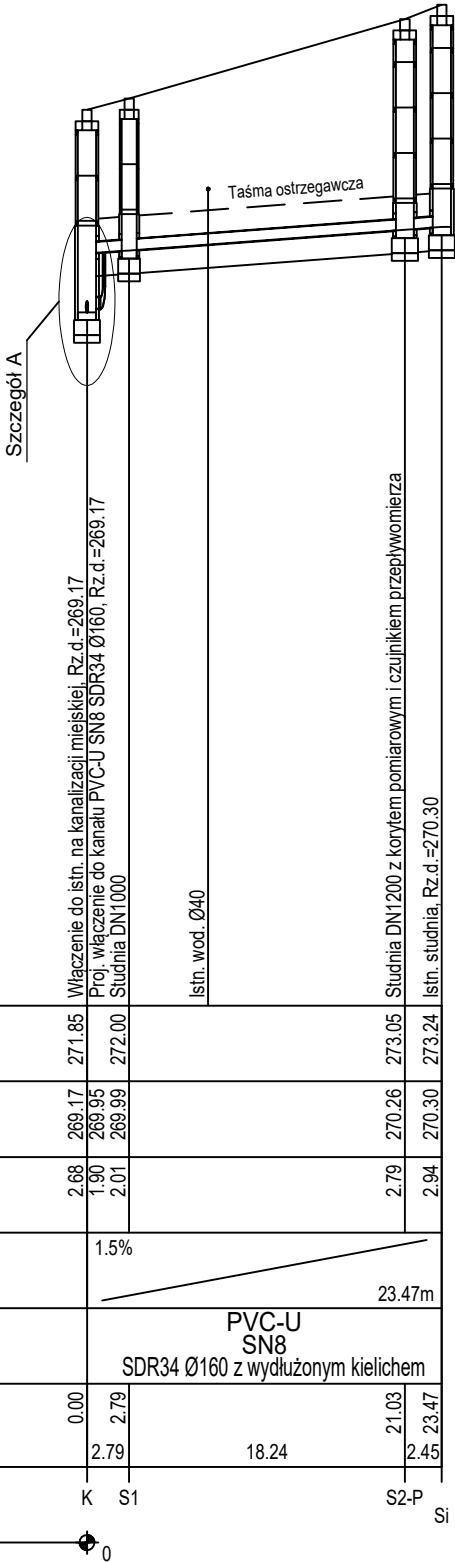 Taśma ostrzegawcza
Szczegół A
Włączenie do istn. na kanalizacji miejskiej, Rz.d.=269.17
Proj. włączenie do kanału PVC-U SN8 SDR34 Ø160, Rz.d.=269.17
Studnia DN1000
Istn. wod. Ø40
Studnia DN1200 z korytem pomiarowym i czujnikiem przepływomierza
Istn. studnia, Rz.d.=270.30
271.85 272.00 273.05 273.24
269.17 269.95 269.99 270.26 270.30
2.68 1.90 2.01 2.79 2.94
1.5%
23.47m
PVC-U
SN8
SDR34 Ø160 z wydłużonym kielichem
0.00 2.79 21.03 23.47
2.79 18.24 2.45
K S1 S2-P
Si
0